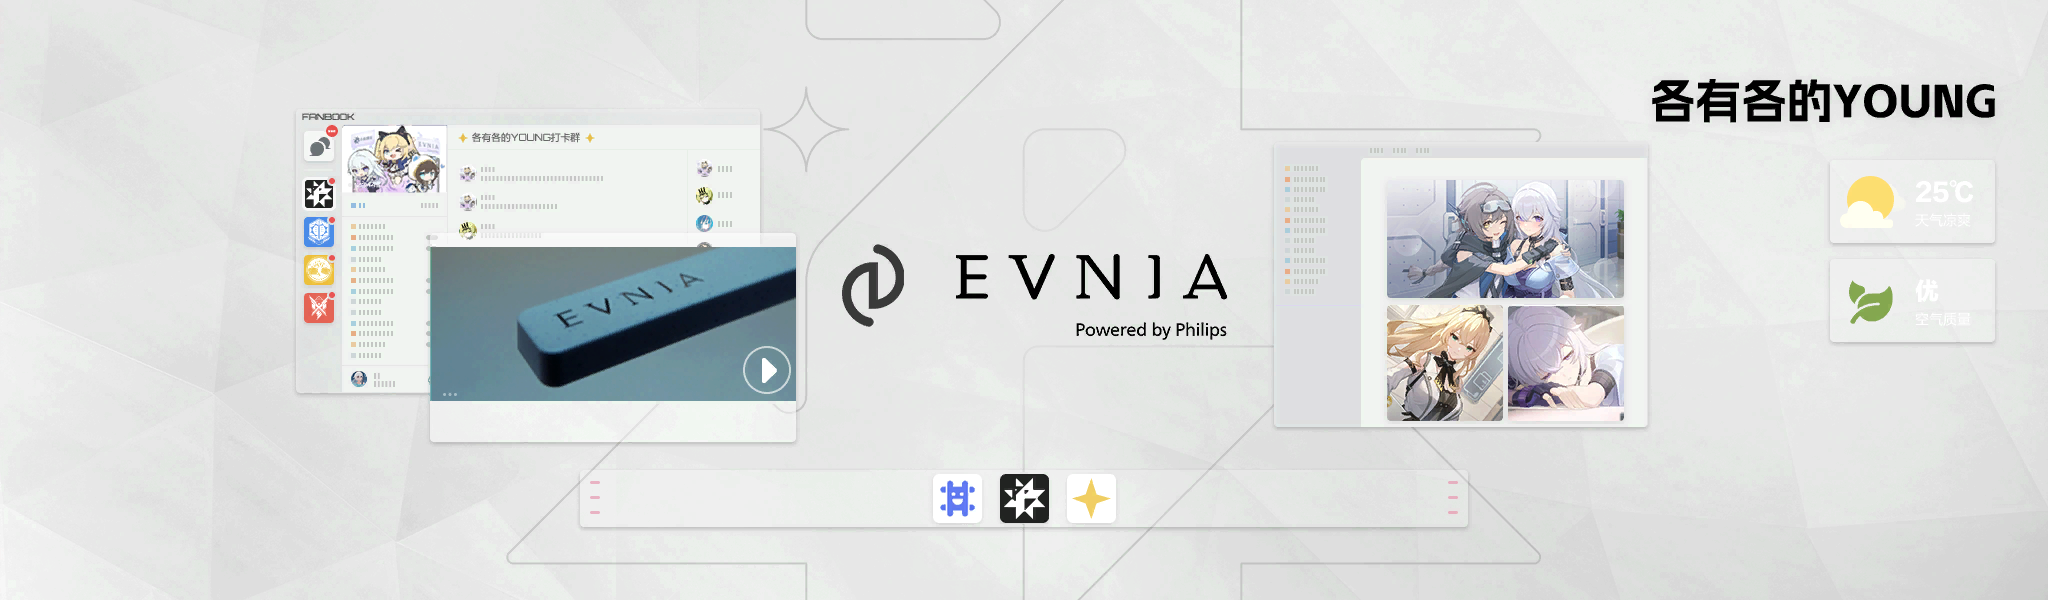 各有各的YOUNG
FANBOOK
各有各的YOUNG打卡群
EVNIA
EVNIA
EVNIA
Powered by Philips
25℃
天气凉爽
优
空气质量